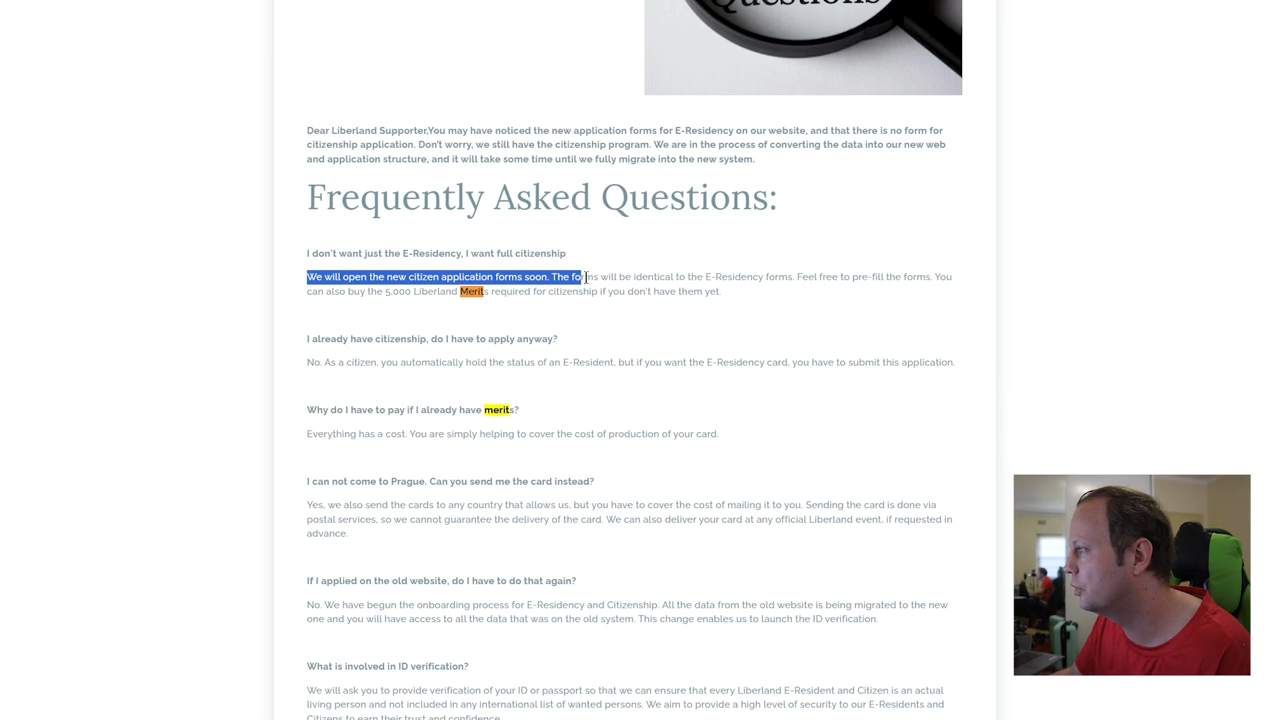 Questions
Dear Liberland Supporter,You may have noticed the new application forms for E-Residency on our website, and that there is no form for
citizenship application. Don't worry, we still have the citizenship program. We are in the process of converting the data into our new web
and application structure, and it will take some time until we fully migrate into the new system.
Frequently Asked Questions:
I don't want just the E-Residency, I want full citizenship
We will open the new citizen application forms soon. The forms will be identical to the E-Residency forms. Feel free to pre-fill the forms. You
can also buy the 5,000 Liberland Merits required for citizenship if you don't have them yet.
I already have citizenship, do I have to apply anyway?
No. As a citizen, you automatically hold the status of an E-Resident, but if you want the E-Residency card, you have to submit this application.
Why do I have to pay if I already have merits?
Everything has a cost. You are simply helping to cover the cost of production of your card.
I can not come to Prague. Can you send me the card instead?
Yes, we also send the cards to any country that allows us, but you have to cover the cost of mailing it to you. Sending the card is done via
postal services, so we cannot guarantee the delivery of the card. We can also deliver your card at any official Liberland event, if requested in
advance.
If I applied on the old website, do I have to do that again?
No. We have begun the onboarding process for E-Residency and Citizenship. All the data from the old website is being migrated to the new
one and you will have access to all the data that was on the old system. This change enables us to launch the ID verification.
What is involved in ID verification?
We will ask you to provide verification of your ID or passport so that we can ensure that every Liberland E-Resident and Citizen is an actual
living person and not included in any international list of wanted persons. We aim to provide a high level of security to our E-Residents and
Citizens to earn their trust and confidence.